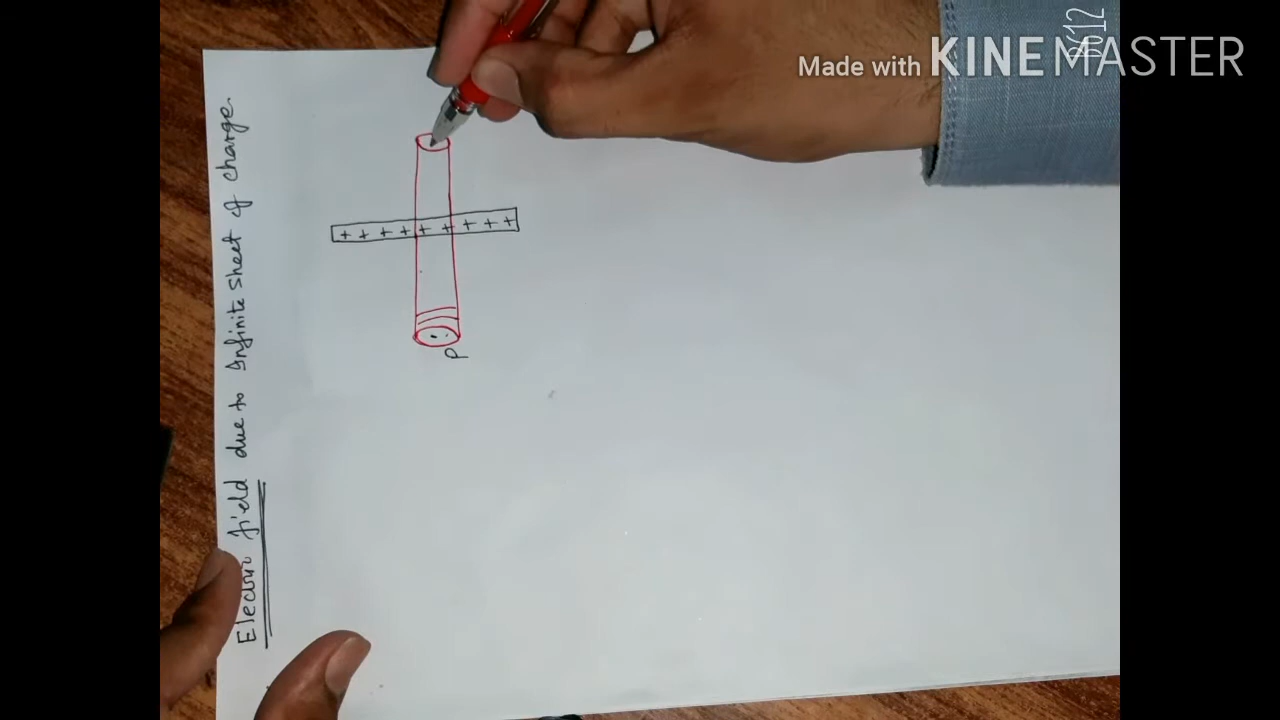 Electric field due to Infinite sheet of charge.
+ + + + + + + + +
P
Made with KINEMASTER